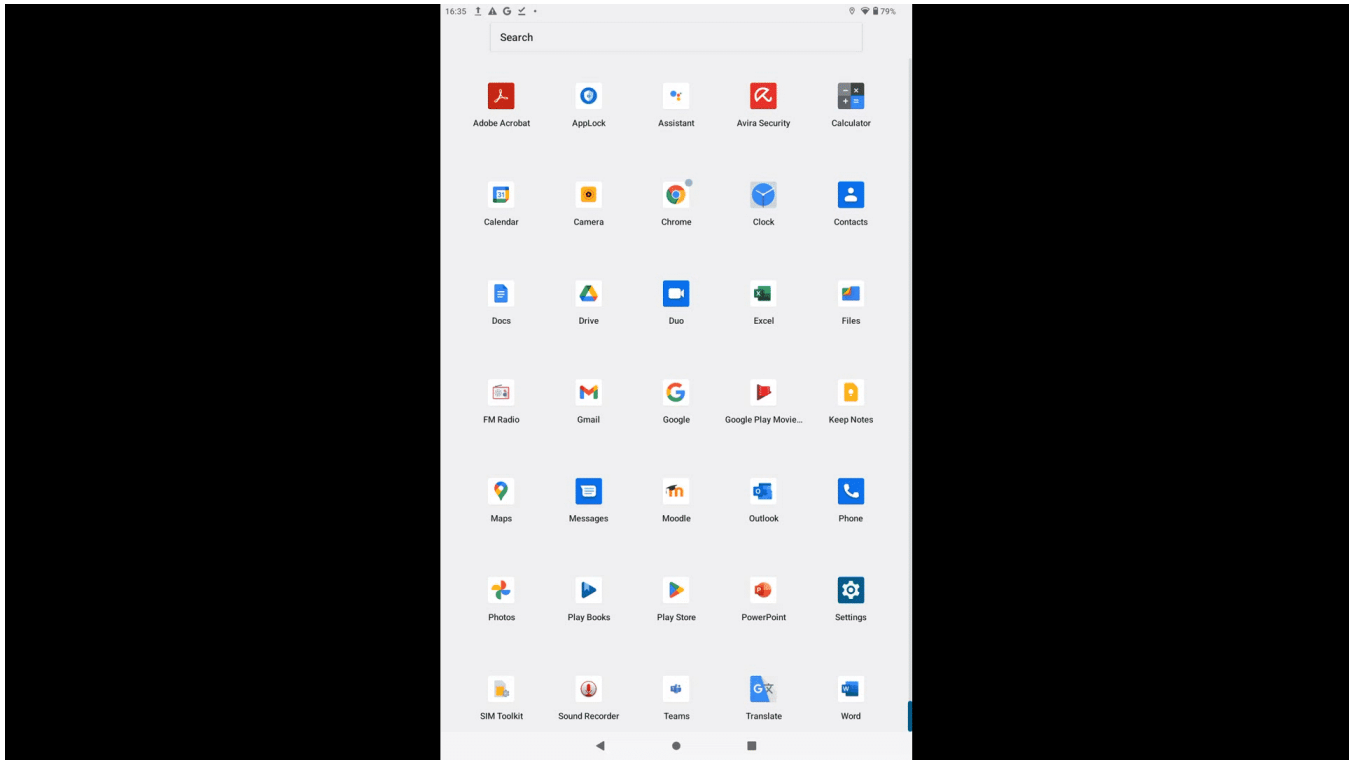 16:35 79%
Search
Adobe Acrobat AppLock Assistant Avira Security Calculator
31
Calendar Camera Chrome Clock Contacts
Docs Drive Duo Excel Files
FM Radio Gmail Google Google Play Movie... Keep Notes
Maps Messages Moodle Outlook Phone
Photos Play Books Play Store PowerPoint Settings
SIM Toolkit Sound Recorder Teams Translate Word